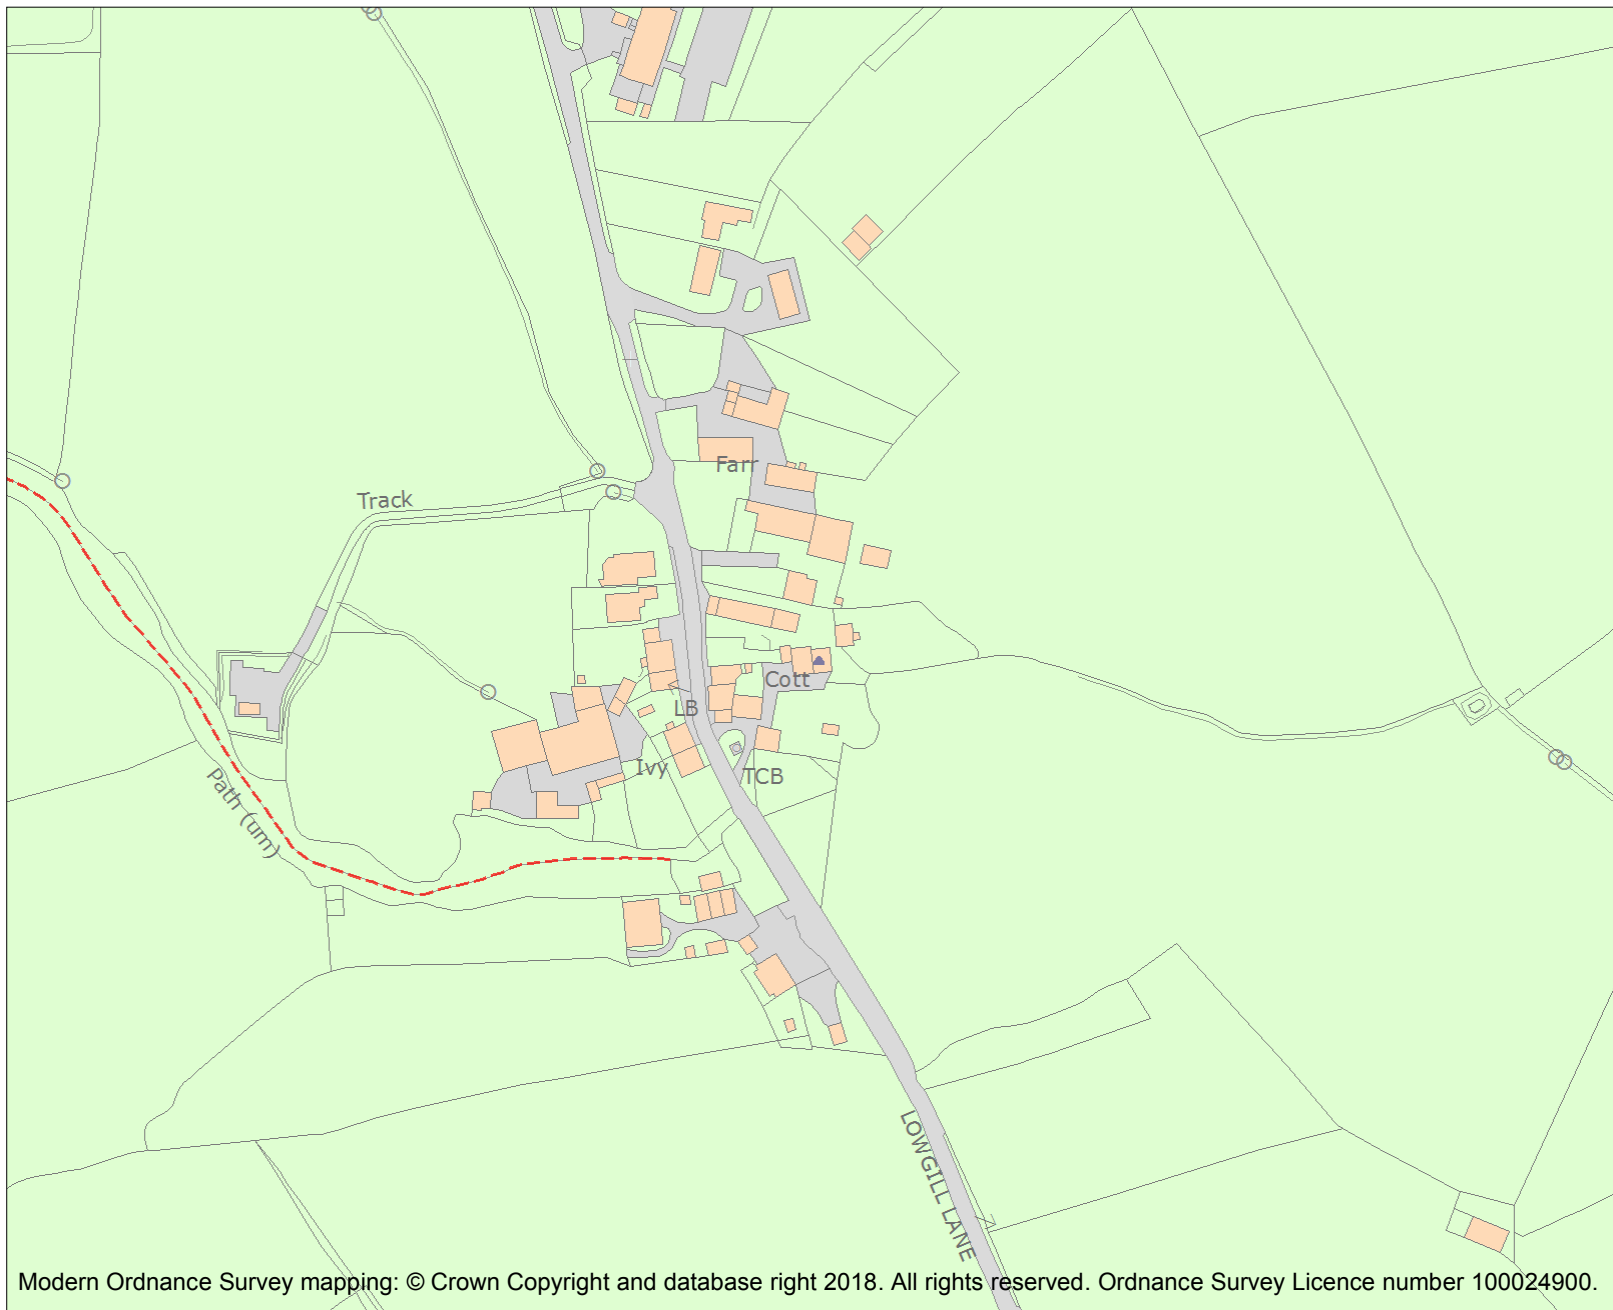 Farr
Track
Cott
LB
Ivy
TCB
Path (um)
LOWGILL LANE
Modern Ordnance Survey mapping: © Crown Copyright and database right 2018. All rights reserved. Ordnance Survey Licence number 100024900.